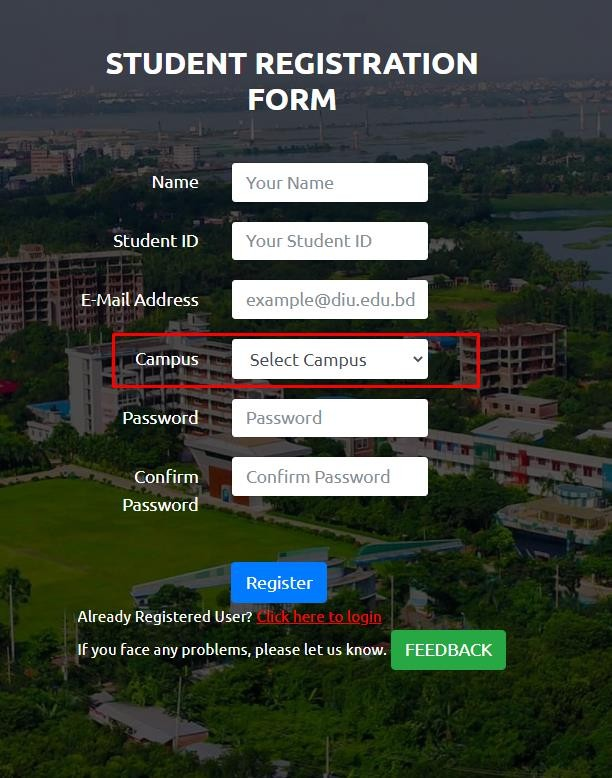 STUDENT REGISTRATION
FORM
Name
Your Name
Student ID
Your Student ID
E-Mail Address
example@diu.edu.bd
Campus
Select Campus
Password
Password
Confirm
Password
Confirm Password
Register
Already Registered User? Click here to login
If you face any problems, please let us know. FEEDBACK